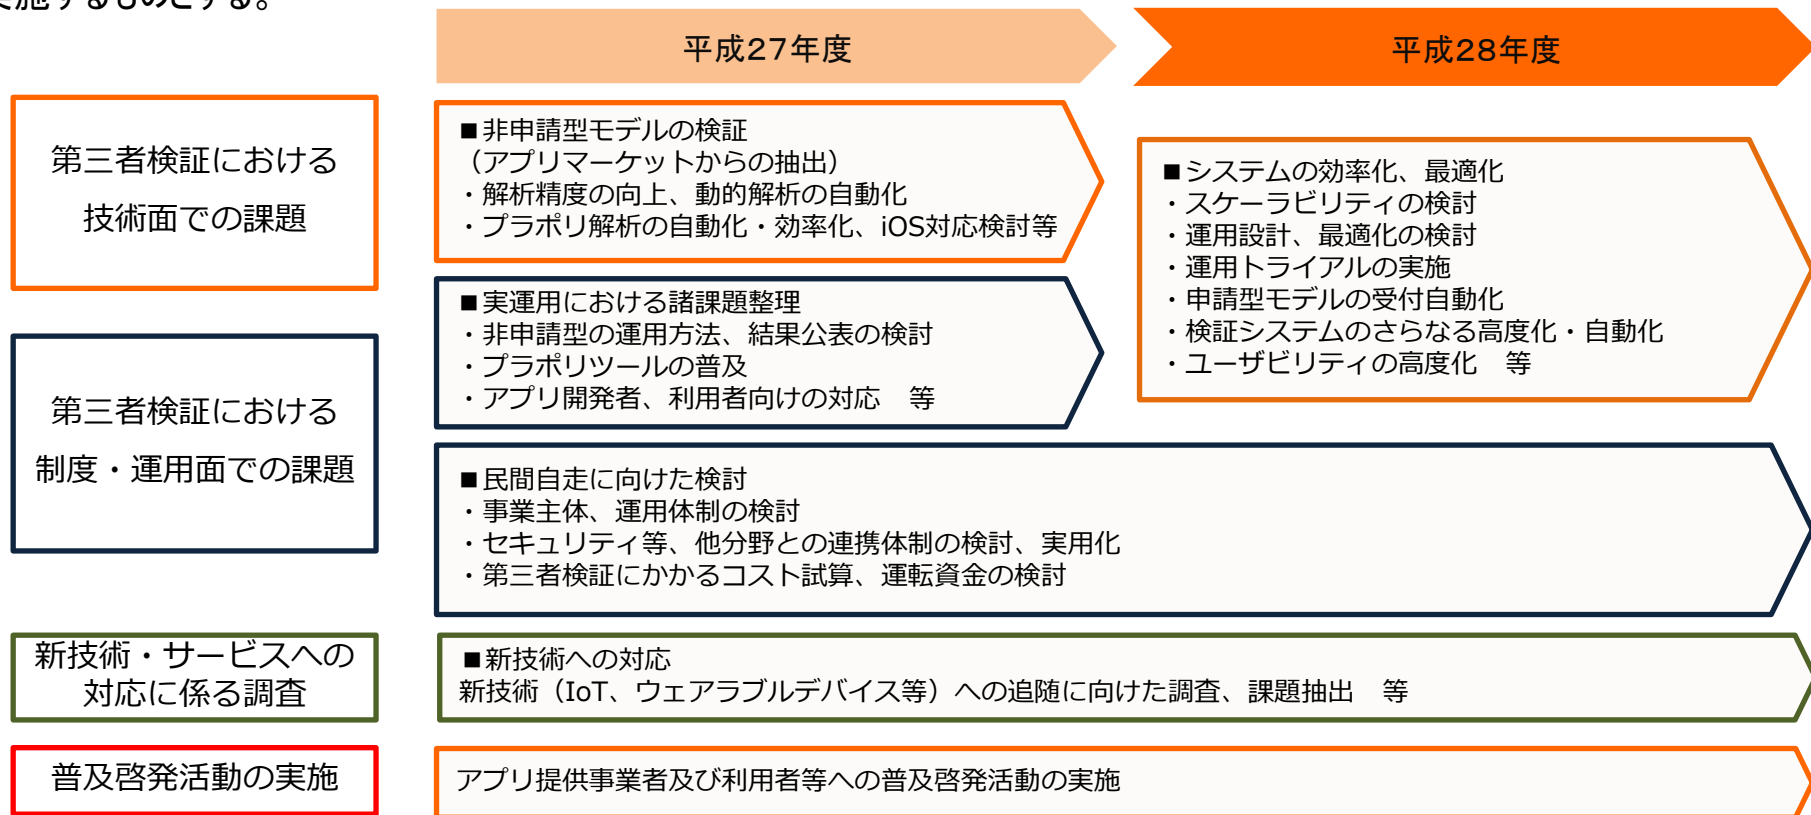 実施するものとする。
平成27年度
平成28年度
第三者検証における
技術面での課題
■非申請型モデルの検証
（アプリマーケットからの抽出）
・解析精度の向上、動的解析の自動化
・プラポリ解析の自動化・効率化、iOS対応検討等
■システムの効率化、最適化
・スケーラビリティの検討
・運用設計、最適化の検討
・運用トライアルの実施
・申請型モデルの受付自動化
・検証システムのさらなる高度化・自動化
・ユーザビリティの高度化　等
第三者検証における
制度・運用面での課題
■実運用における諸課題整理
・非申請型の運用方法、結果公表の検討
・プラポリツールの普及
・アプリ開発者、利用者向けの対応　等
■民間自走に向けた検討
・事業主体、運用体制の検討
・セキュリティ等、他分野との連携体制の検討、実用化
・第三者検証にかかるコスト試算、運転資金の検討
新技術・サービスへの
対応に係る調査
■新技術への対応
新技術（IoT、ウェアラブルデバイス等）への追随に向けた調査、課題抽出　等
普及啓発活動の実施
アプリ提供事業者及び利用者等への普及啓発活動の実施